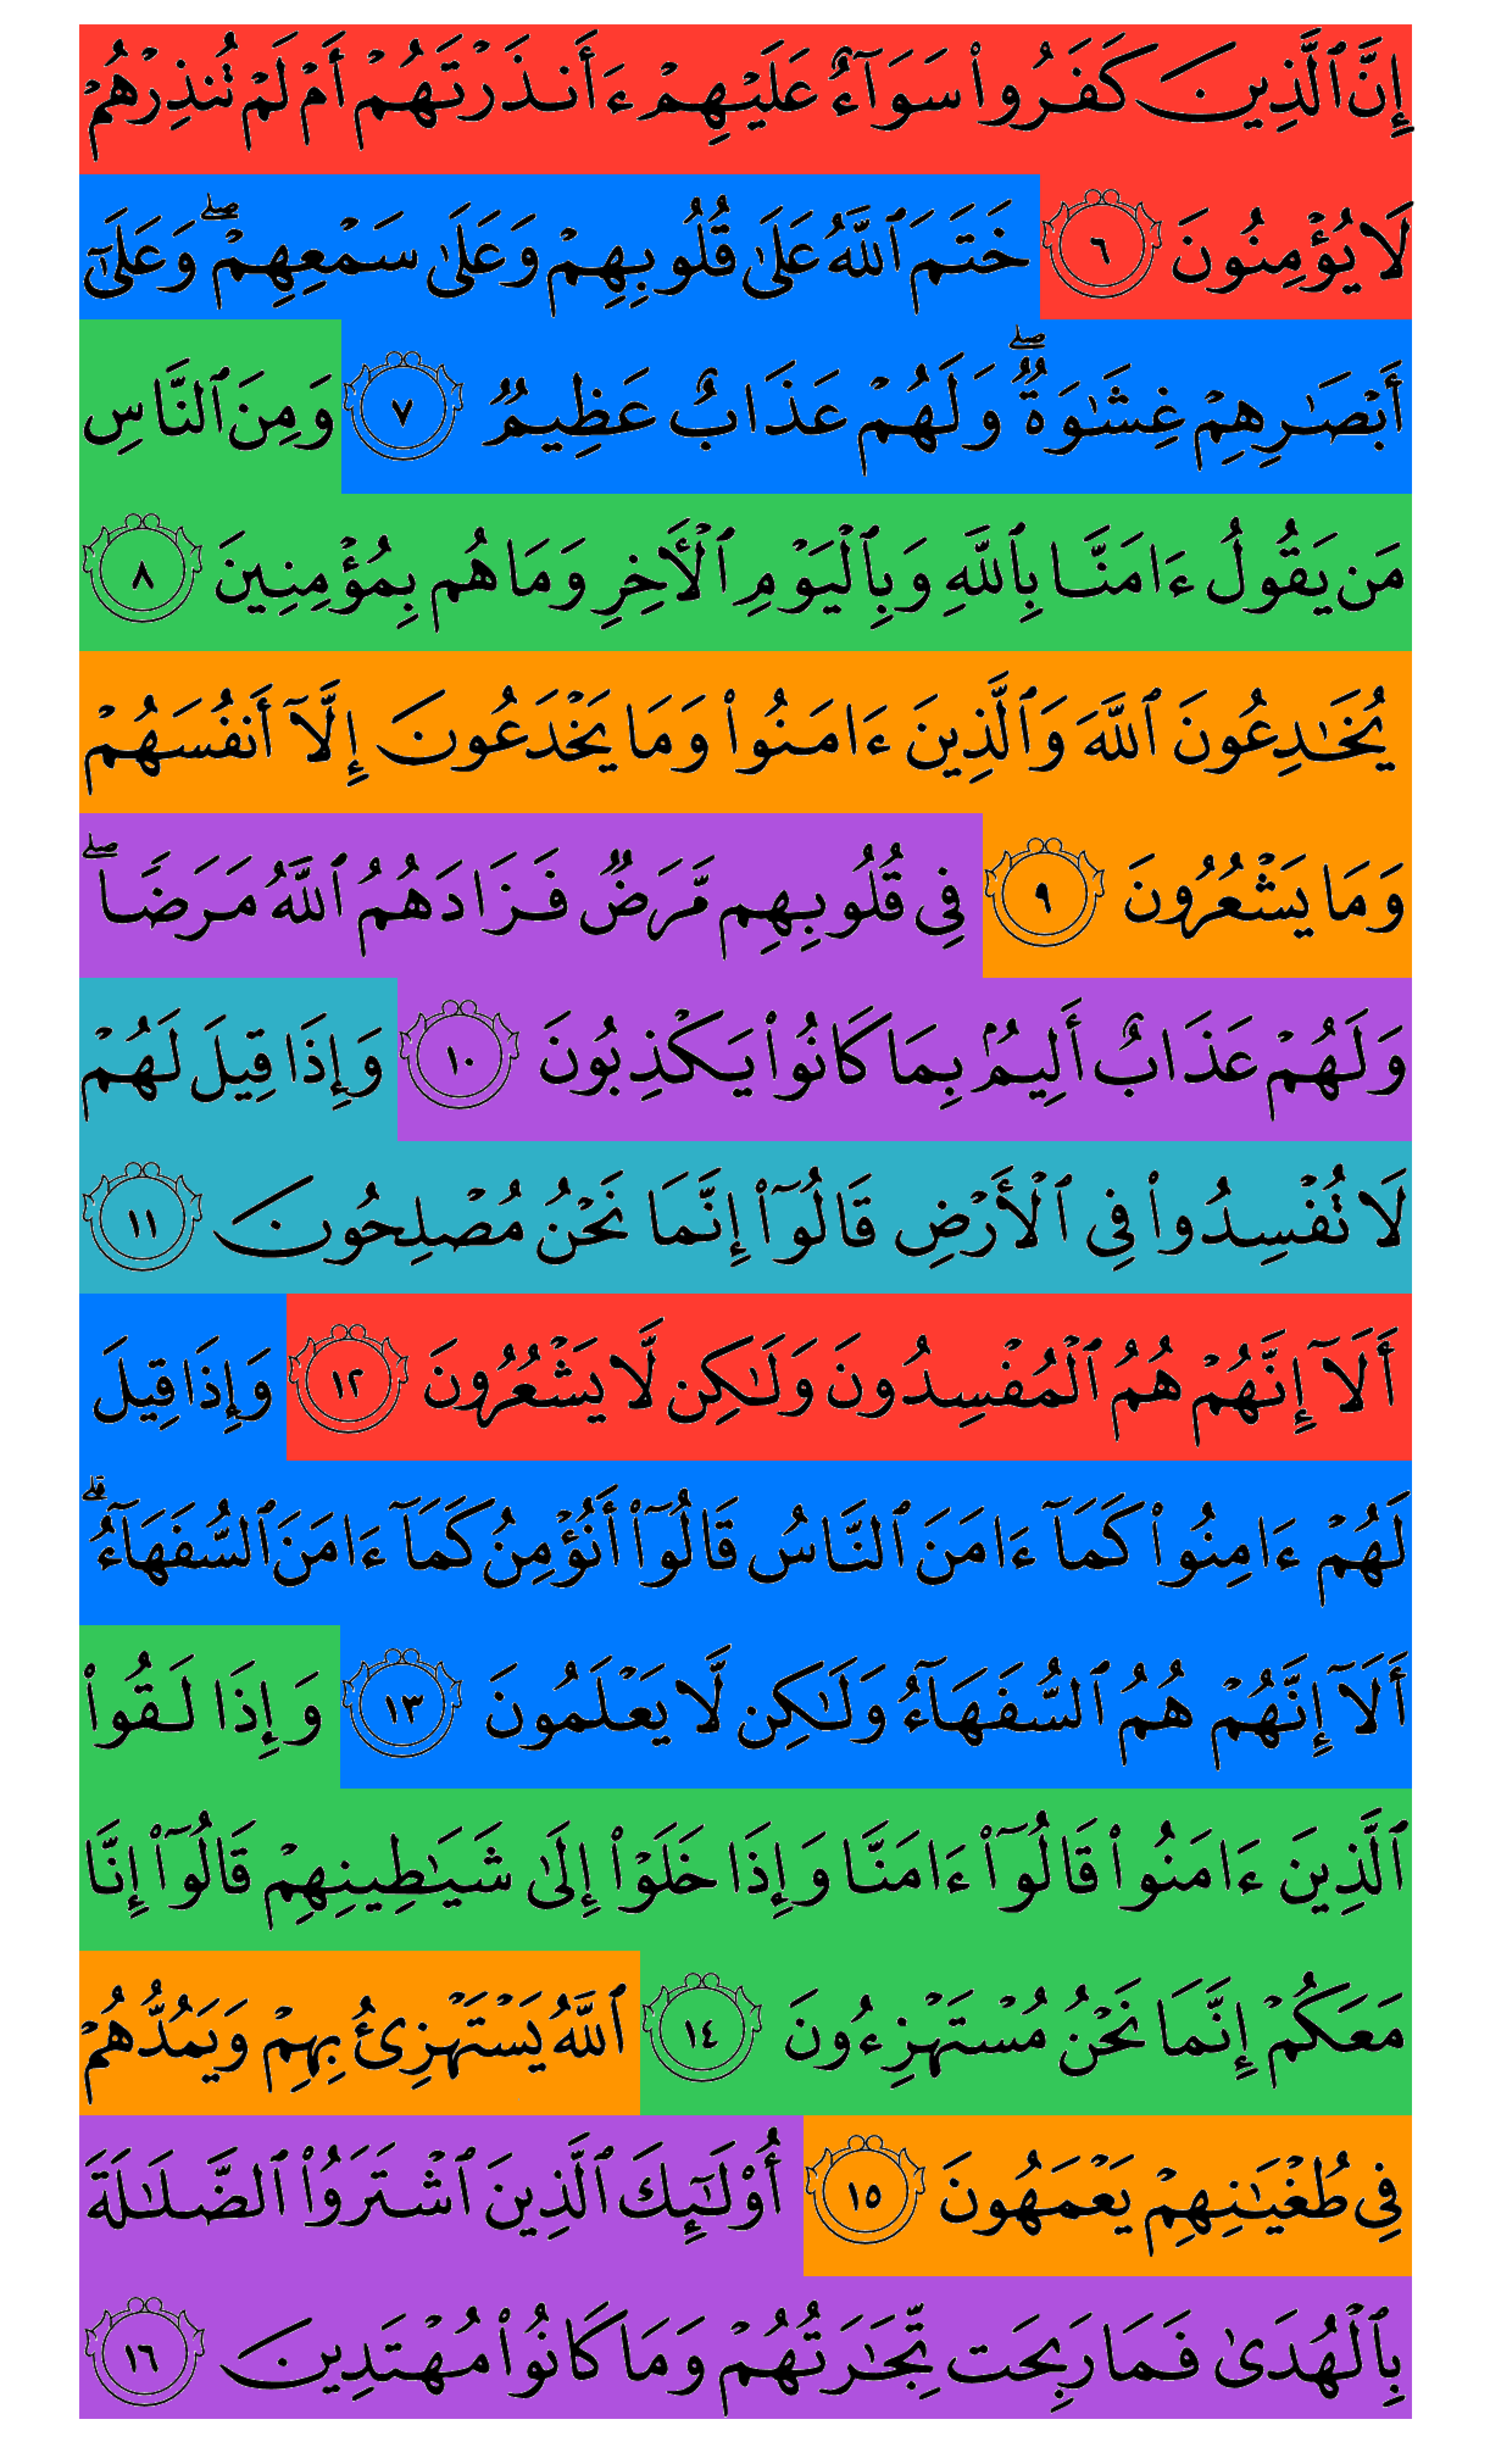 إِنَّ ٱلَّذِينَ كَفَرُوا۟ سَوَآءٌ عَلَيْهِمْ ءَأَنذَرْتَهُمْ أَمْ لَمْ تُنذِرْهُمْ
لَا يُؤْمِنُونَ ٦ خَتَمَ ٱللَّهُ عَلَىٰ قُلُوبِهِمْ وَعَلَىٰ سَمْعِهِمْ ۖ وَعَلَىٰٓ
أَبْصَـٰرِهِمْ غِشَـٰوَةٌ ۖ وَلَهُمْ عَذَابٌ عَظِيمٌ ٧ وَمِنَ ٱلنَّاسِ
مَن يَقُولُ ءَامَنَّا بِٱللَّهِ وَبِٱلْيَوْمِ ٱلْـَٔاخِرِ وَمَا هُم بِمُؤْمِنِينَ ٨
يُخَـٰدِعُونَ ٱللَّهَ وَٱلَّذِينَ ءَامَنُوا۟ وَمَا يَخْدَعُونَ إِلَّآ أَنفُسَهُمْ
وَمَا يَشْعُرُونَ ٩ فِى قُلُوبِهِم مَّرَضٌ فَزَادَهُمُ ٱللَّهُ مَرَضًا ۖ
وَلَهُمْ عَذَابٌ أَلِيمٌۢ بِمَا كَانُوا۟ يَكْذِبُونَ ١٠ وَإِذَا قِيلَ لَهُمْ
لَا تُفْسِدُوا۟ فِى ٱلْأَرْضِ قَالُوٓا۟ إِنَّمَا نَحْنُ مُصْلِحُونَ ١١
أَلَآ إِنَّهُمْ هُمُ ٱلْمُفْسِدُونَ وَلَـٰكِن لَّا يَشْعُرُونَ ١٢ وَإِذَا قِيلَ
لَهُمْ ءَامِنُوا۟ كَمَآ ءَامَنَ ٱلنَّاسُ قَالُوٓا۟ أَنُؤْمِنُ كَمَآ ءَامَنَ ٱلسُّفَهَآءُ ۗ
أَلَآ إِنَّهُمْ هُمُ ٱلسُّفَهَآءُ وَلَـٰكِن لَّا يَعْلَمُونَ ١٣ وَإِذَا لَقُوا۟
ٱلَّذِينَ ءَامَنُوا۟ قَالُوٓا۟ ءَامَنَّا وَإِذَا خَلَوْا۟ إِلَىٰ شَيَـٰطِينِهِمْ قَالُوٓا۟ إِنَّا
مَعَكُمْ إِنَّمَا نَحْنُ مُسْتَهْزِءُونَ ١٤ ٱللَّهُ يَسْتَهْزِئُ بِهِمْ وَيَمُدُّهُمْ
فِى طُغْيَـٰنِهِمْ يَعْمَهُونَ ١٥ أُو۟لَـٰٓئِكَ ٱلَّذِينَ ٱشْتَرَوُا۟ ٱلضَّلَـٰلَةَ
بِٱلْهُدَىٰ فَمَا رَبِحَت تِّجَـٰرَتُهُمْ وَمَا كَانُوا۟ مُهْتَدِينَ ١٦